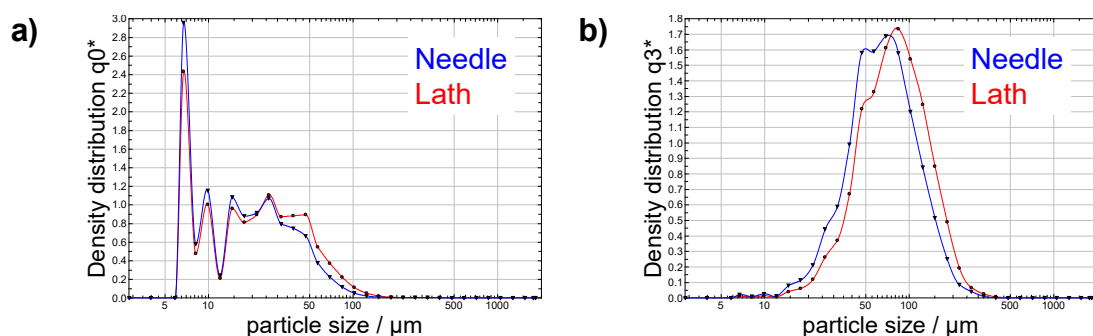 a)
Density distribution q0*
3.0
2.8
2.6
2.4
2.2
2.0
1.8
1.6
1.4
1.2
1.0
0.8
0.6
0.4
0.2
0.0
Needle
Lath
5 10 50 100 500 1000
particle size / µm
b)
Density distribution q3*
1.8
1.7
1.6
1.5
1.4
1.3
1.2
1.1
1.0
0.9
0.8
0.7
0.6
0.5
0.4
0.3
0.2
0.1
0.0
Needle
Lath
5 10 50 100 500 1000
particle size / µm